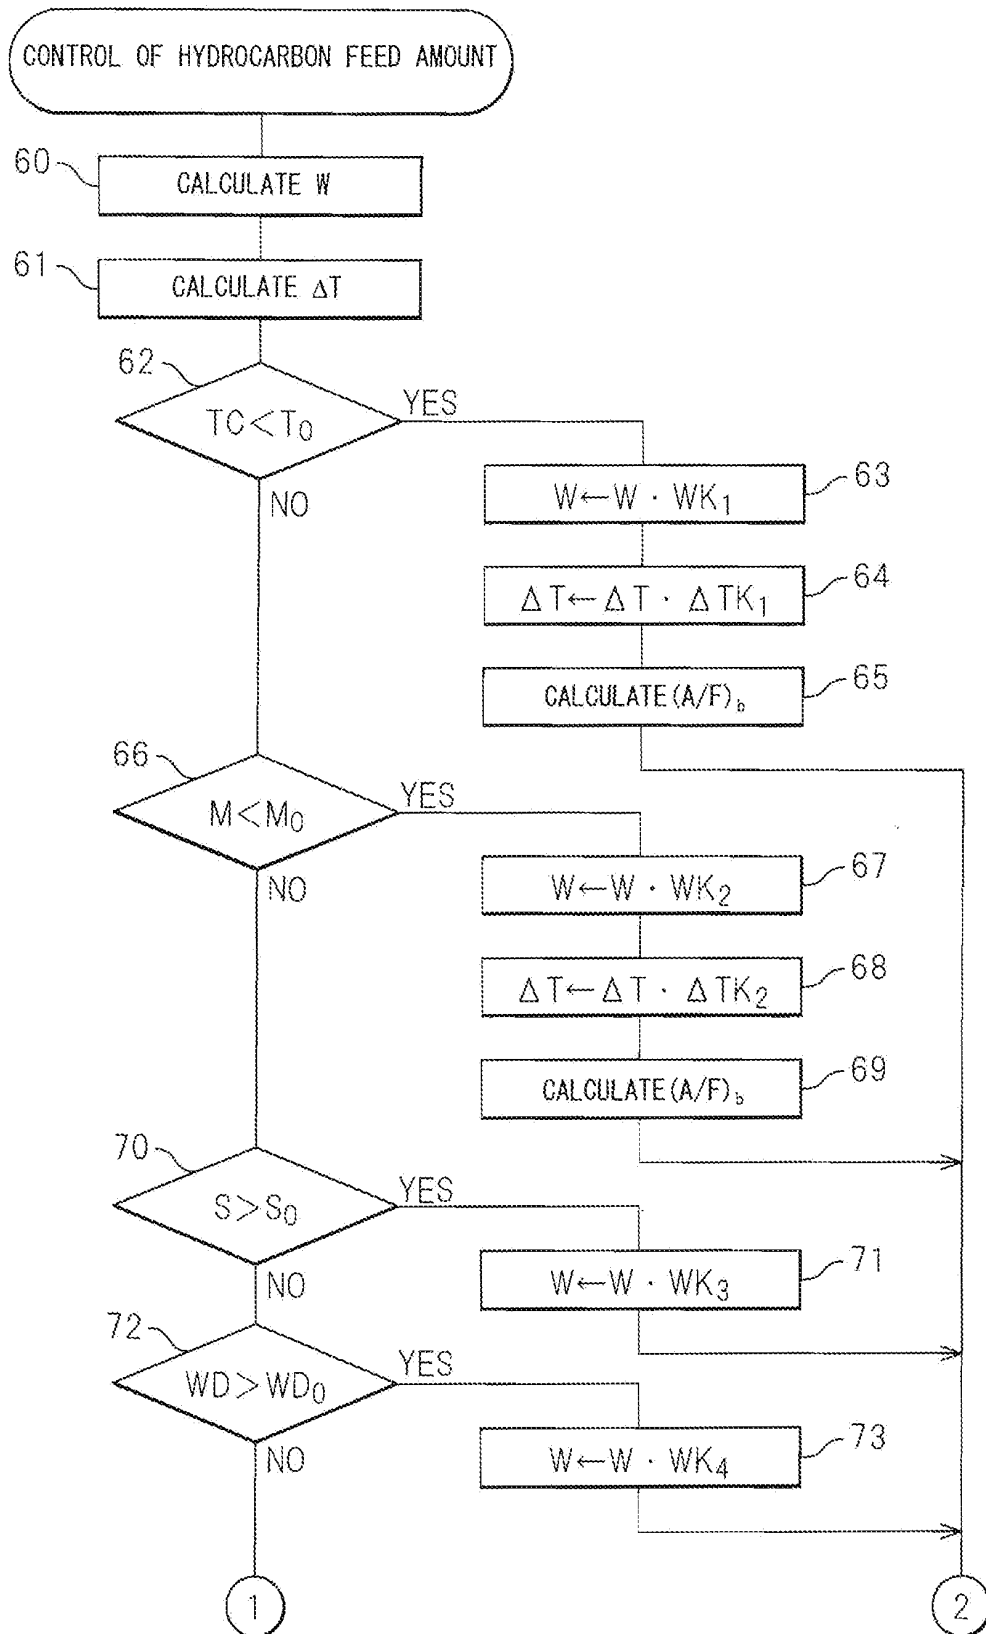 CONTROL OF HYDROCARBON FEED AMOUNT
60
CALCULATE W
61
CALCULATE ΔT
62
TC<T₀
YES
NO
W←W · WK₁
63
ΔT←ΔT · ΔTK₁
64
CALCULATE(A/F)b
65
66
M<M₀
YES
NO
W←W · WK₂
67
ΔT←ΔT · ΔTK₂
68
CALCULATE(A/F)b
69
70
S>S₀
YES
NO
W←W · WK₃
71
72
WD>WD₀
YES
NO
W←W · WK₄
73
1
2